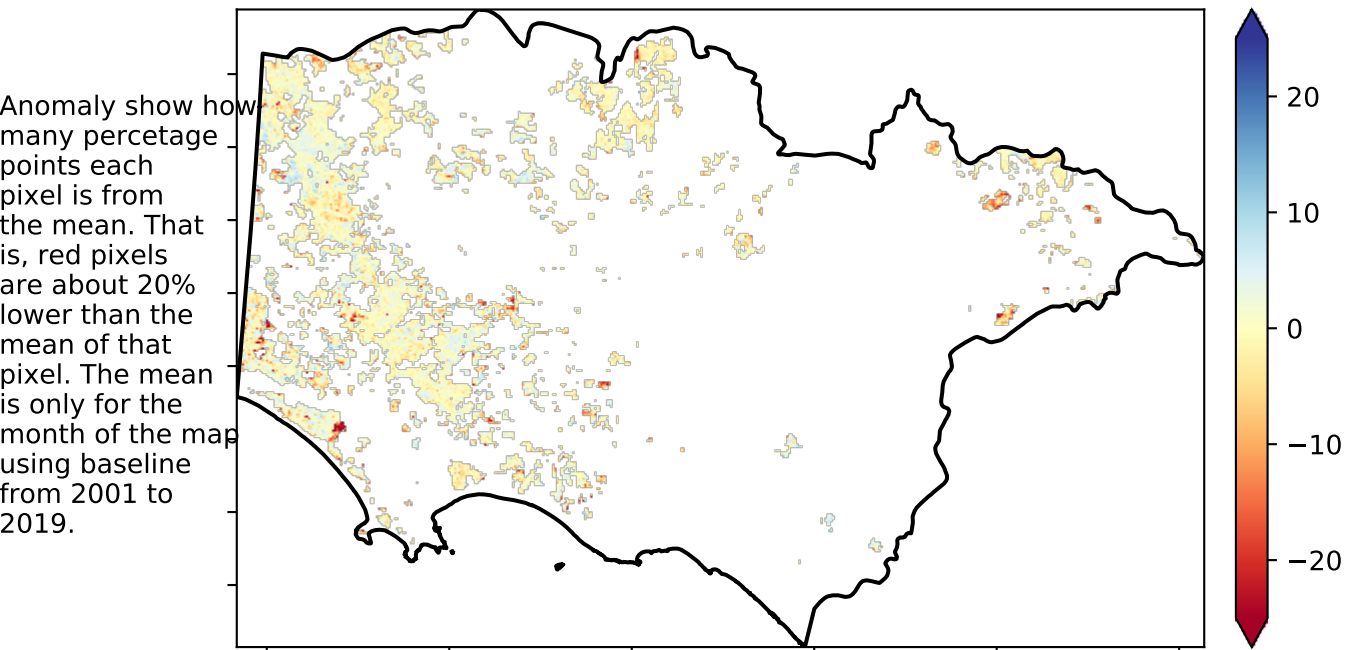 Anomaly show how
many percetage
points each
pixel is from
the mean. That
is, red pixels
are about 20%
lower than the
mean of that
pixel. The mean
is only for the
month of the map
using baseline
from 2001 to
2019.
20
10
0
−10
−20